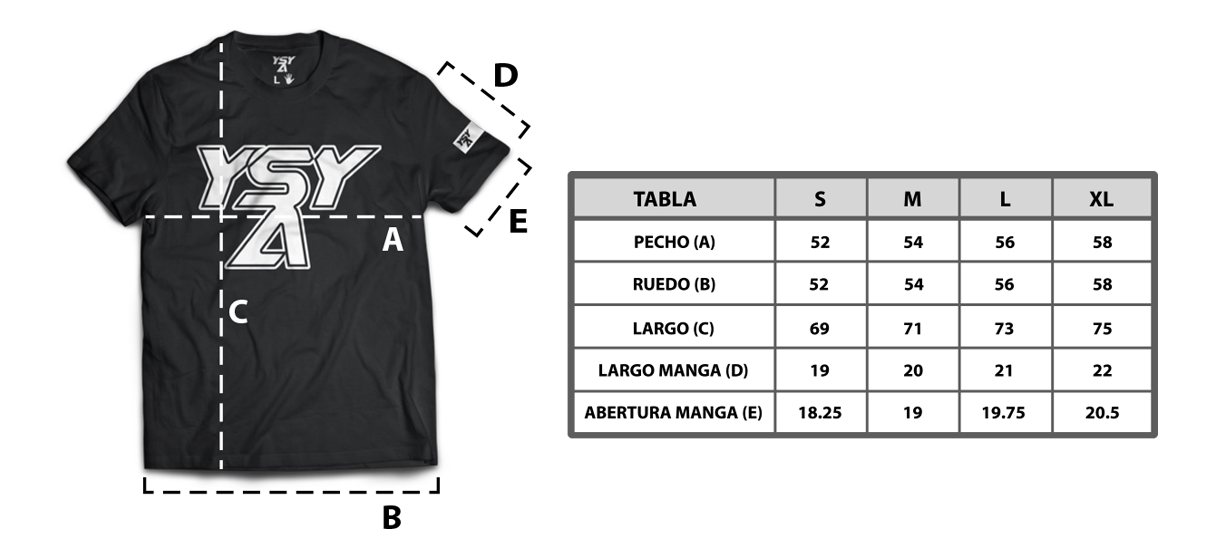 YSY
A
L
D
YSY
A
YSY
A
E
A
C
B
TABLA S M L XL
PECHO (A) 52 54 56 58
RUEDO (B) 52 54 56 58
LARGO (C) 69 71 73 75
LARGO MANGA (D) 19 20 21 22
ABERTURA MANGA (E) 18.25 19 19.75 20.5